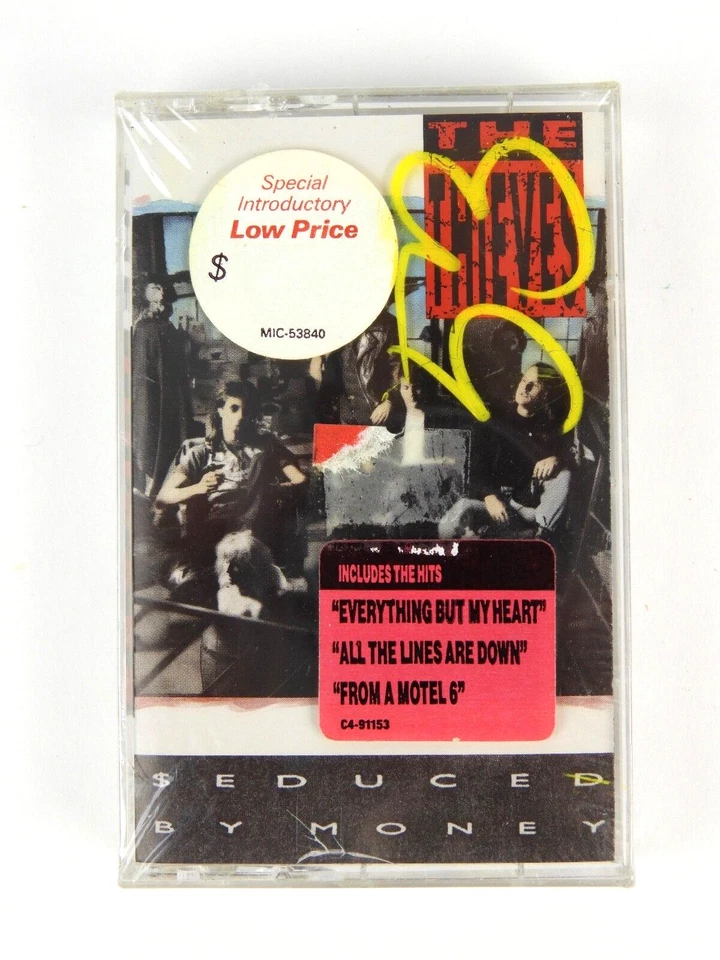 Special
Introductory
Low Price
$
MIC-53840
THE
THIEVES
INCLUDES THE HITS
"EVERYTHING BUT MY HEART"
"ALL THE LINES ARE DOWN"
"FROM A MOTEL 6"
C4-91153
$EDUCED
BY MONEY